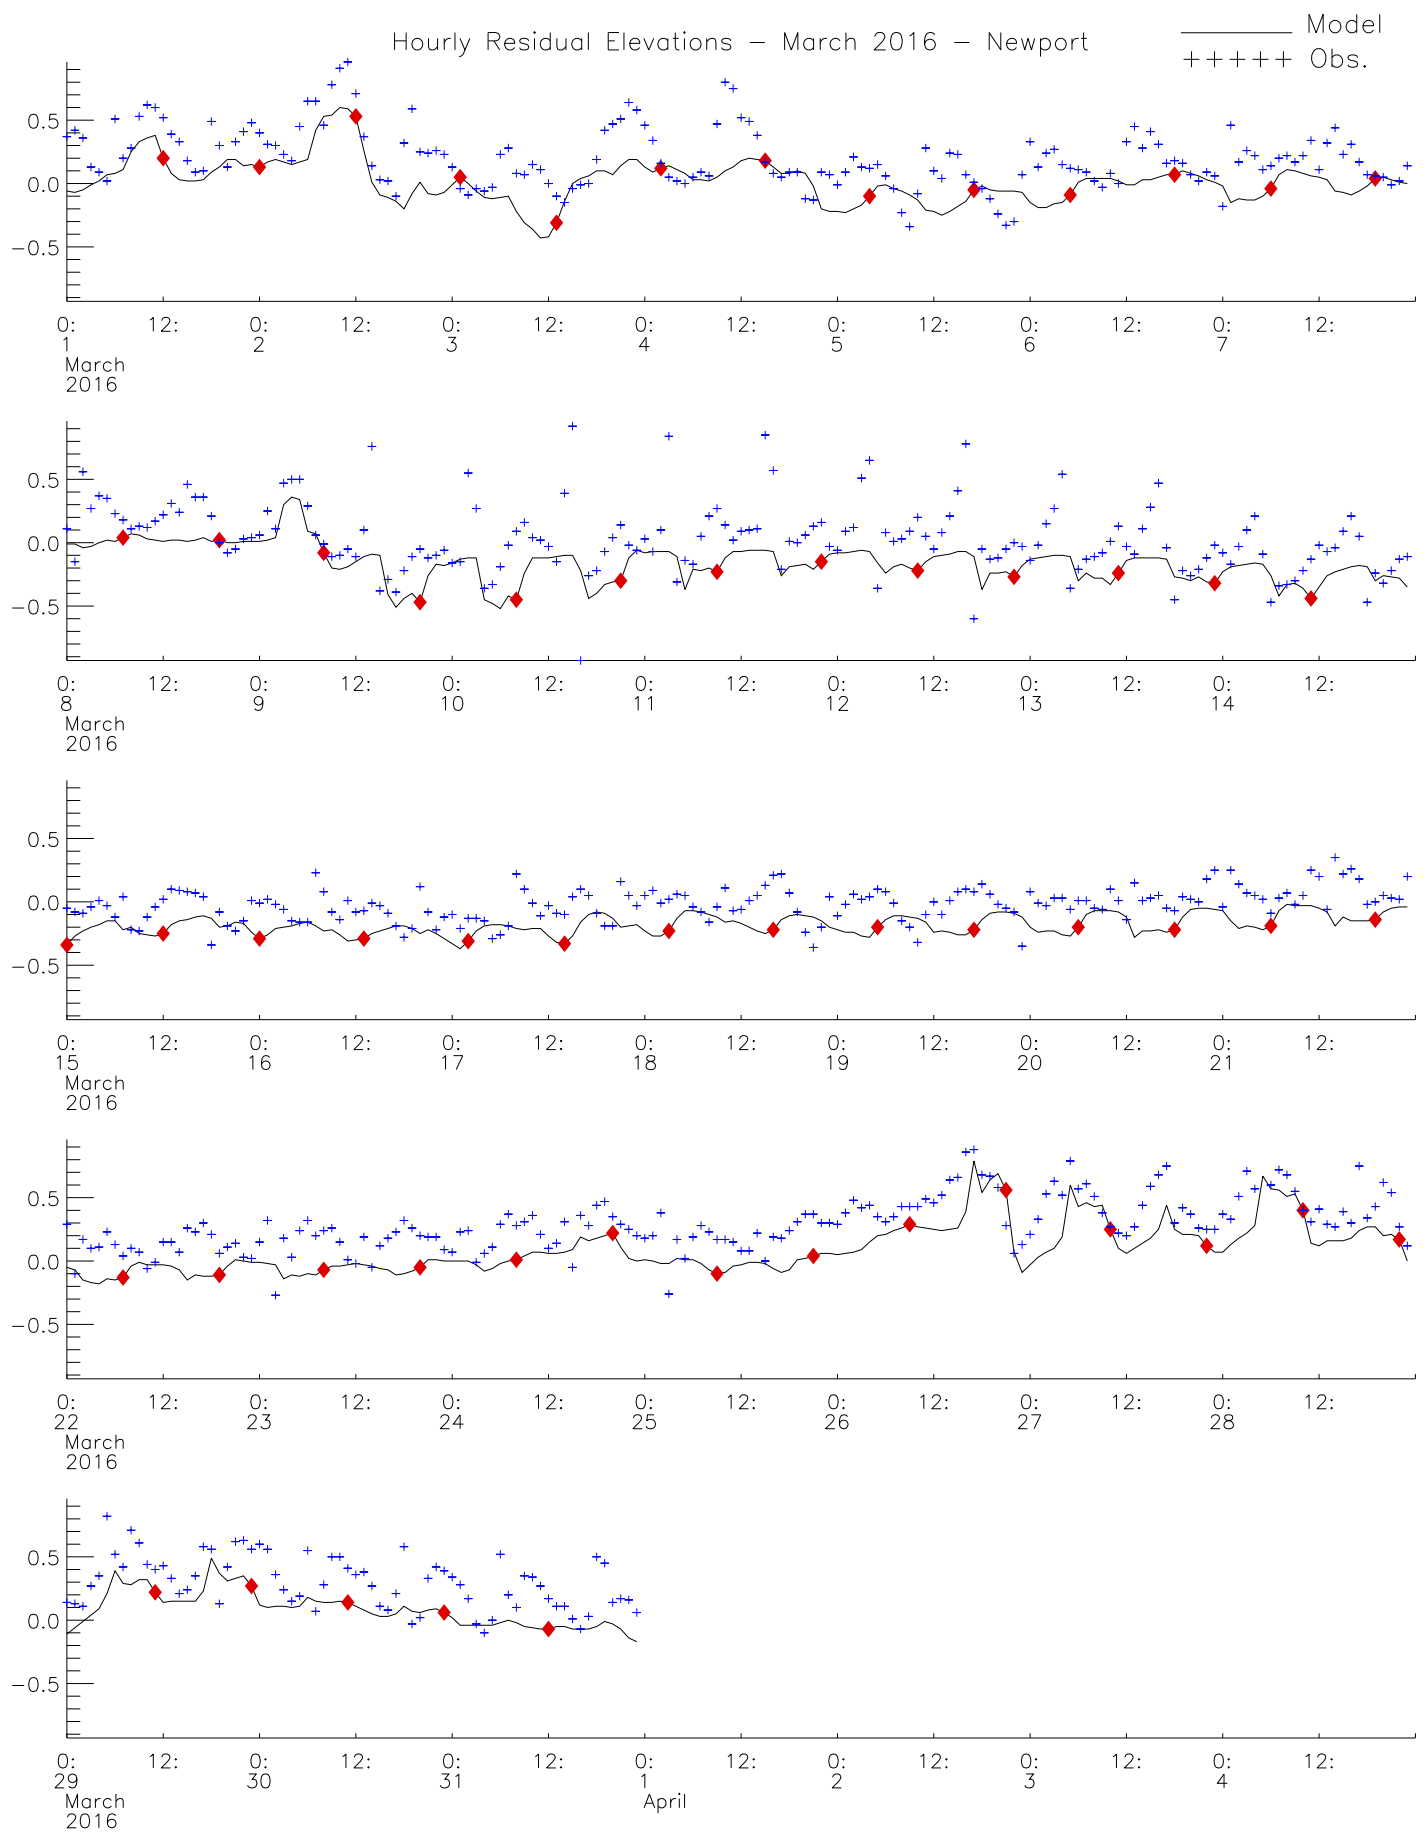 Hourly Residual Elevations − March 2016 − Newport
Model
+++++ Obs.
0.5
0.0
−0.5
0: 12: 0: 12: 0: 12: 0: 12: 0: 12: 0: 12: 0: 12:
1 2 3 4 5 6 7
March
2016
0.5
0.0
−0.5
0: 12: 0: 12: 0: 12: 0: 12: 0: 12: 0: 12: 0: 12:
8 9 10 11 12 13 14
March
2016
0.5
0.0
−0.5
0: 12: 0: 12: 0: 12: 0: 12: 0: 12: 0: 12: 0: 12:
15 16 17 18 19 20 21
March
2016
0.5
0.0
−0.5
0: 12: 0: 12: 0: 12: 0: 12: 0: 12: 0: 12: 0: 12:
22 23 24 25 26 27 28
March
2016
0.5
0.0
−0.5
0: 12: 0: 12: 0: 12: 0: 12: 0: 12: 0: 12: 0: 12:
29 30 31 1 2 3 4
March April
2016